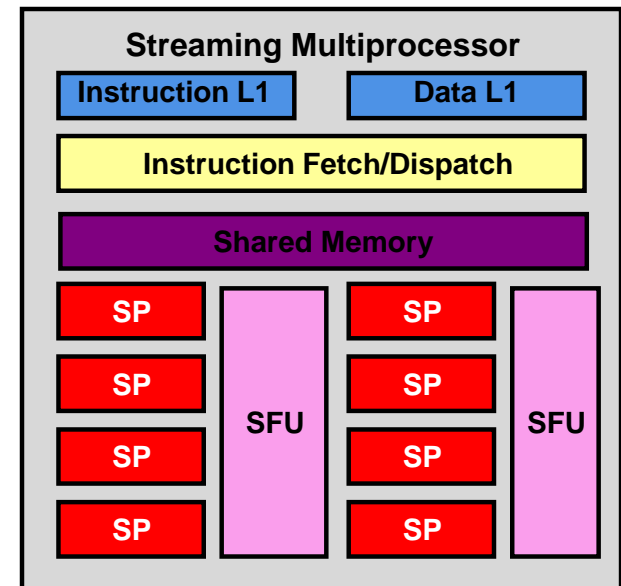 Streaming Multiprocessor
Instruction L1
Data L1
Instruction Fetch/Dispatch
Shared Memory
SP
SP
SP
SP
SFU
SP
SP
SP
SP
SFU